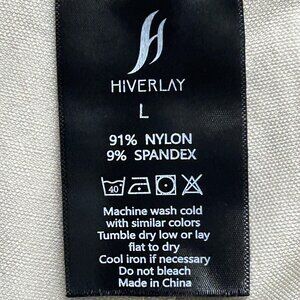 HIVERLAY
L
91% NYLON
9% SPANDEX
40°
Machine wash cold
with similar colors
Tumble dry low or lay
flat to dry
Cool iron if necessary
Do not bleach
Made in China